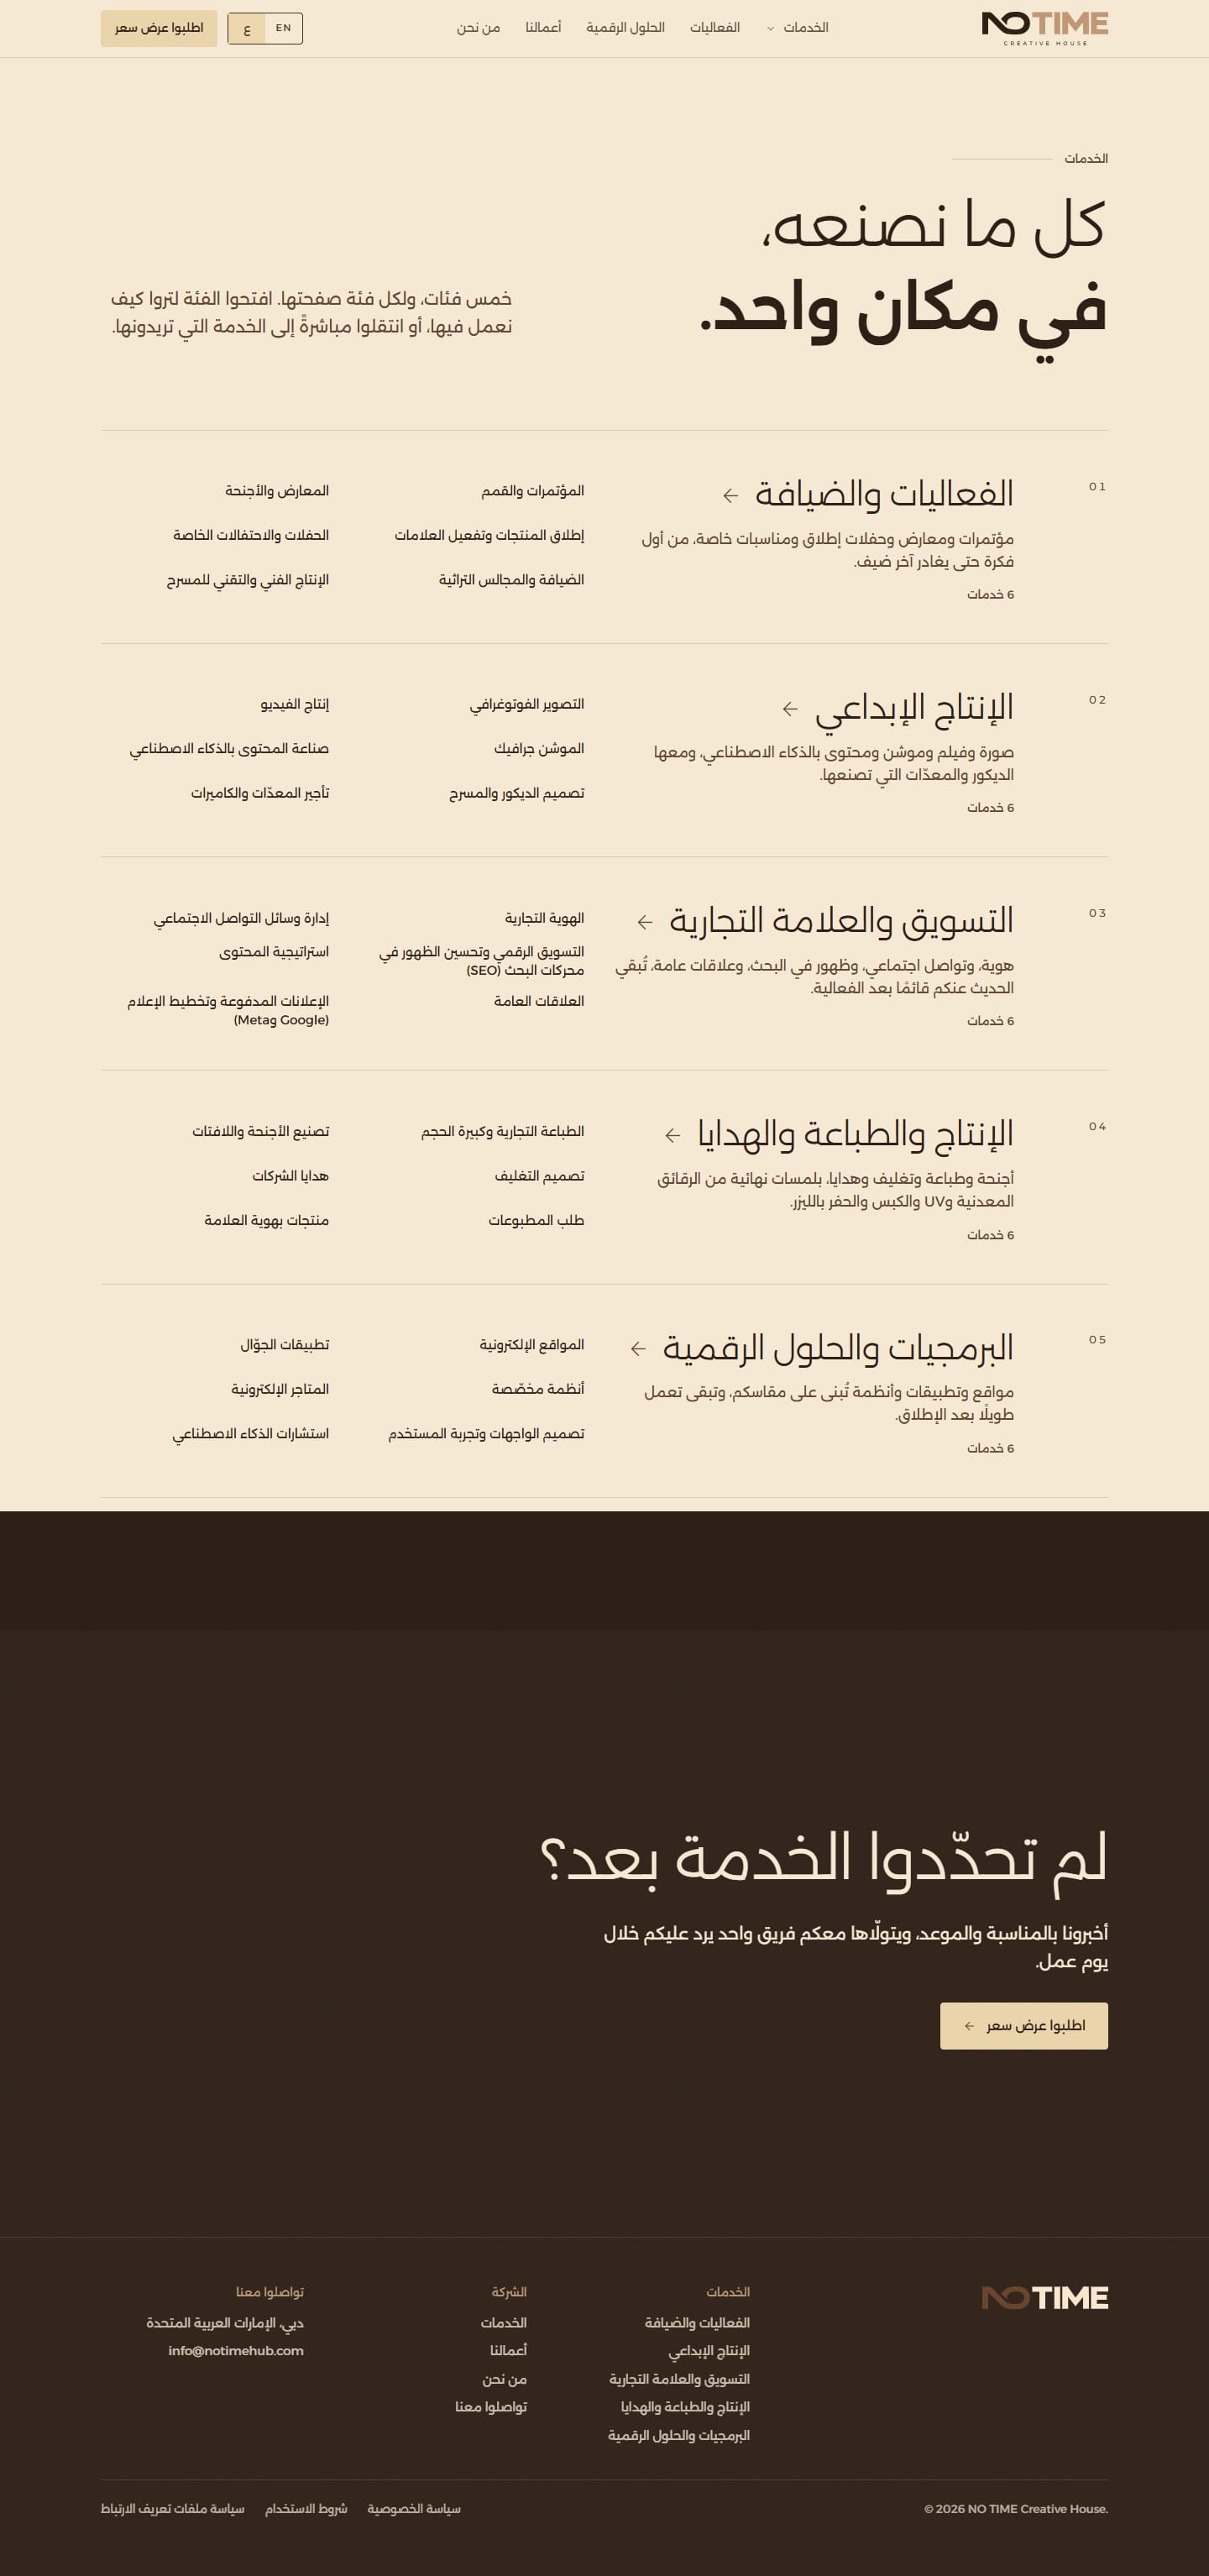 NOTIME
CREATIVE HOUSE
الخدمات
الفعاليات
الحلول الرقمية
أعمالنا
من نحن
EN
ع
اطلبوا عرض سعر
الخدمات
كل ما نصنعه،
في مكان واحد.
خمس فئات، ولكل فئة صفحتها. افتحوا الفئة لتروا كيف
نعمل فيها، أو انتقلوا مباشرةً إلى الخدمة التي تريدونها.
01
الفعاليات والضيافة ←
مؤتمرات ومعارض وحفلات إطلاق ومناسبات خاصة، من أول
فكرة حتى يغادر آخر ضيف.
6 خدمات
المؤتمرات والقمم
المعارض والأجنحة
إطلاق المنتجات وتفعيل العلامات
الحفلات والاحتفالات الخاصة
الضيافة والمجالس التراثية
الإنتاج الفني والتقني للمسرح
02
الإنتاج الإبداعي ←
صورة وفيلم وموشن ومحتوى بالذكاء الاصطناعي، ومعها
الديكور والمعدّات التي تصنعها.
6 خدمات
التصوير الفوتوغرافي
إنتاج الفيديو
الموشن جرافيك
صناعة المحتوى بالذكاء الاصطناعي
تصميم الديكور والمسرح
تأجير المعدّات والكاميرات
03
التسويق والعلامة التجارية ←
هوية، وتواصل اجتماعي، وظهور في البحث، وعلاقات عامة، تُبقي
الحديث عنكم قائمًا بعد الفعالية.
6 خدمات
الهوية التجارية
إدارة وسائل التواصل الاجتماعي
التسويق الرقمي وتحسين الظهور في
محركات البحث (SEO)
استراتيجية المحتوى
العلاقات العامة
الإعلانات المدفوعة وتخطيط الإعلام
(Google وMeta)
04
الإنتاج والطباعة والهدايا ←
أجنحة وطباعة وتغليف وهدايا، بلمسات نهائية من الرقائق
المعدنية وUV والكبس والحفر بالليزر.
6 خدمات
الطباعة التجارية وكبيرة الحجم
تصنيع الأجنحة واللافتات
تصميم التغليف
هدايا الشركات
طلب المطبوعات
منتجات بهوية العلامة
05
البرمجيات والحلول الرقمية ←
مواقع وتطبيقات وأنظمة تُبنى على مقاسكم، وتبقى تعمل
طويلًا بعد الإطلاق.
6 خدمات
المواقع الإلكترونية
تطبيقات الجوّال
أنظمة مخصّصة
المتاجر الإلكترونية
تصميم الواجهات وتجربة المستخدم
استشارات الذكاء الاصطناعي
لم تحدّدوا الخدمة بعد؟
أخبرونا بالمناسبة والموعد، ويتولّاها معكم فريق واحد يرد عليكم خلال
يوم عمل.
اطلبوا عرض سعر ←
NOTIME
الخدمات
الفعاليات والضيافة
الإنتاج الإبداعي
التسويق والعلامة التجارية
الإنتاج والطباعة والهدايا
البرمجيات والحلول الرقمية
الشركة
الخدمات
أعمالنا
من نحن
تواصلوا معنا
تواصلوا معنا
دبي، الإمارات العربية المتحدة
info@notimehub.com
© 2026 NO TIME Creative House.
سياسة الخصوصية
شروط الاستخدام
سياسة ملفات تعريف الارتباط